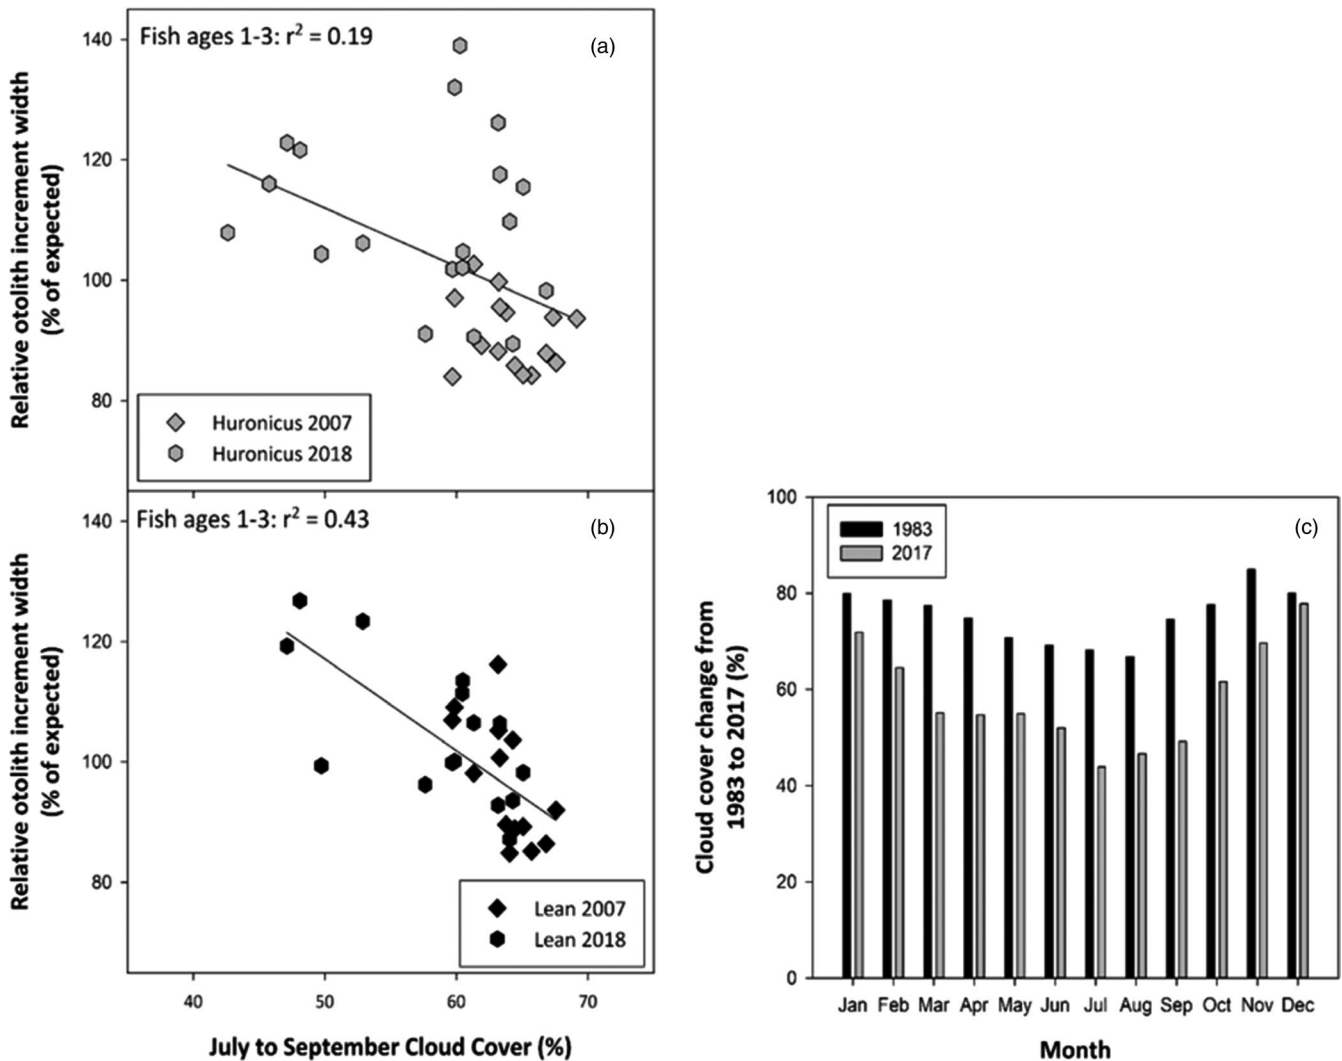 Fish ages 1-3: r² = 0.19
(a)
140
120
100
80
Relative otolith increment width
(% of expected)
Huronicus 2007
Huronicus 2018
Fish ages 1-3: r² = 0.43
(b)
140
120
100
80
Relative otolith increment width
(% of expected)
Lean 2007
Lean 2018
40 50 60 70
July to September Cloud Cover (%)
(c)
1983
2017
100
80
60
40
20
0
Cloud cover change from
1983 to 2017 (%)
Jan Feb Mar Apr May Jun Jul Aug Sep Oct Nov Dec
Month